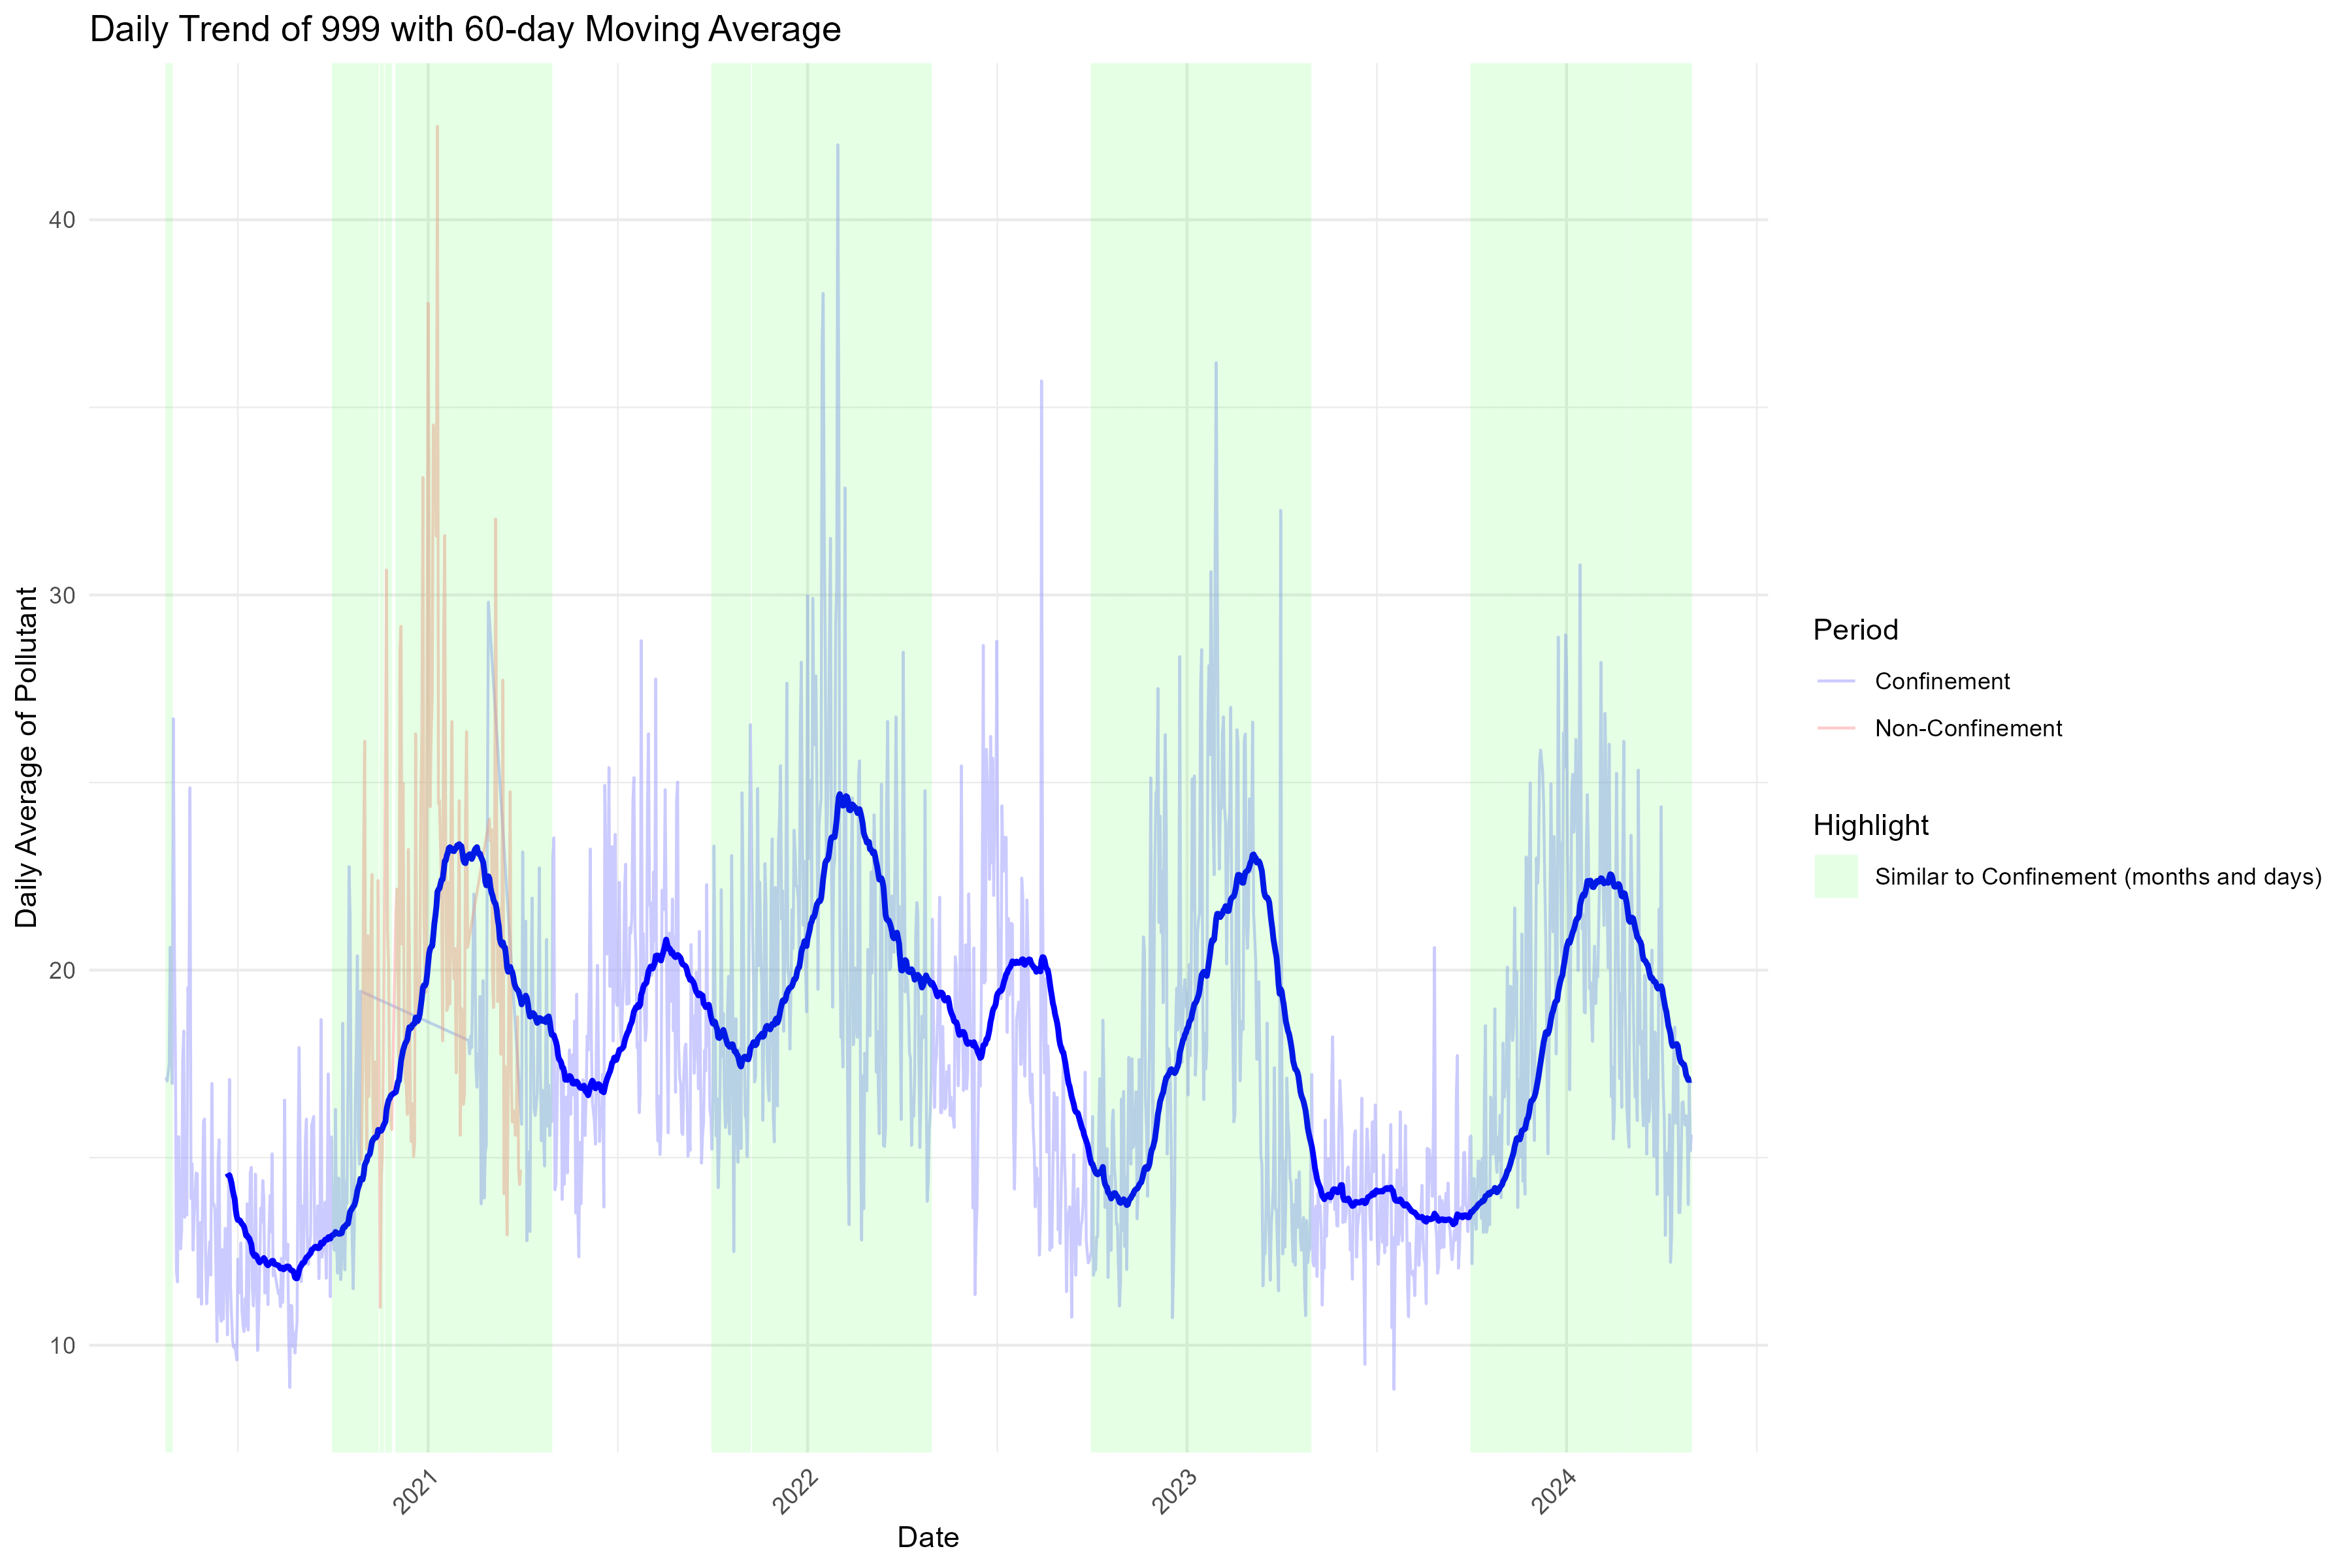 Daily Trend of 999 with 60-day Moving Average
Daily Average of Pollutant
40
30
20
10
2021
2022
2023
2024
Date
Period
Confinement
Non-Confinement
Highlight
Similar to Confinement (months and days)